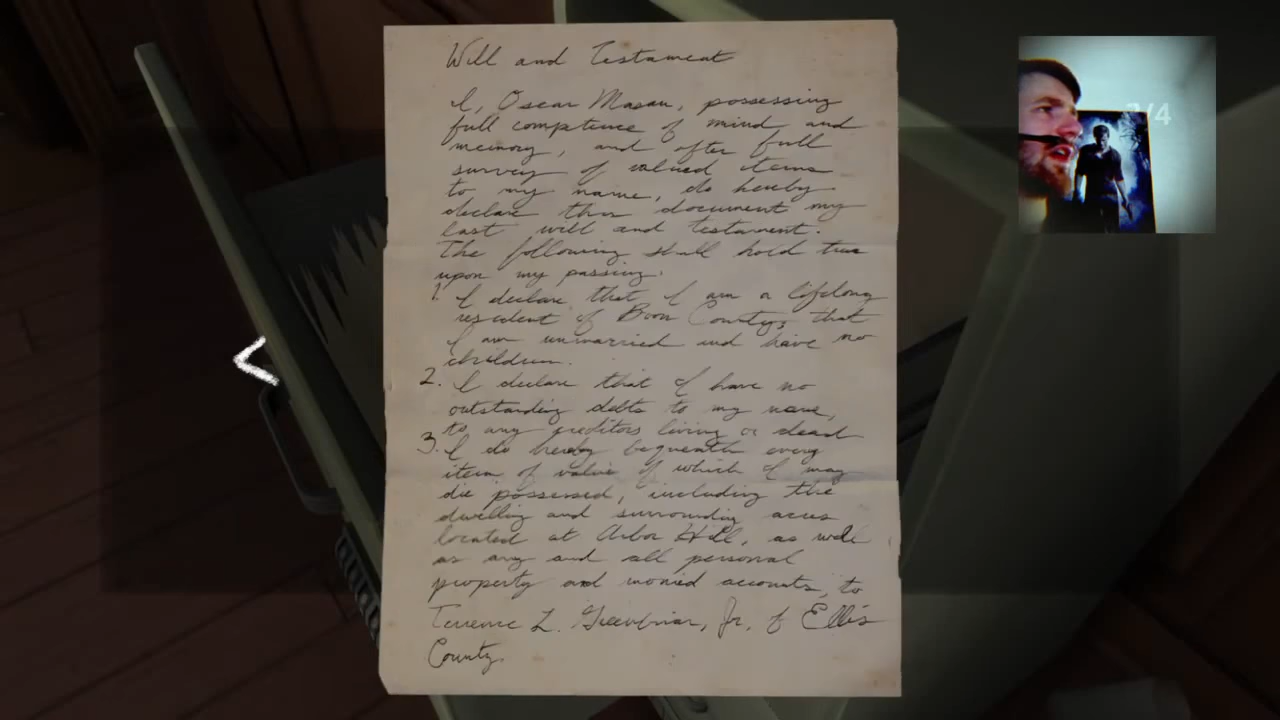 Will and Testament
I, Oscar Masan, possessing
full competence of mind and
memory, and after full
survey of valued items
to my name, do hereby
declare this document my
last will and testament.
The following shall hold true
upon my passing:
1. I declare that I am a lifelong
resident of Boon County, that
I am unmarried and have no
children.
2. I declare that I have no
outstanding debts to my name,
to any creditors living or dead
3. I do hereby bequeath every
item of value of which I may
die possessed, including the
dwelling and surrounding acres
located at Arbor Hill, as well
as any and all personal
property and monied accounts, to
Terrence L. Greenbriar, Jr. of Ellis
County.
/4